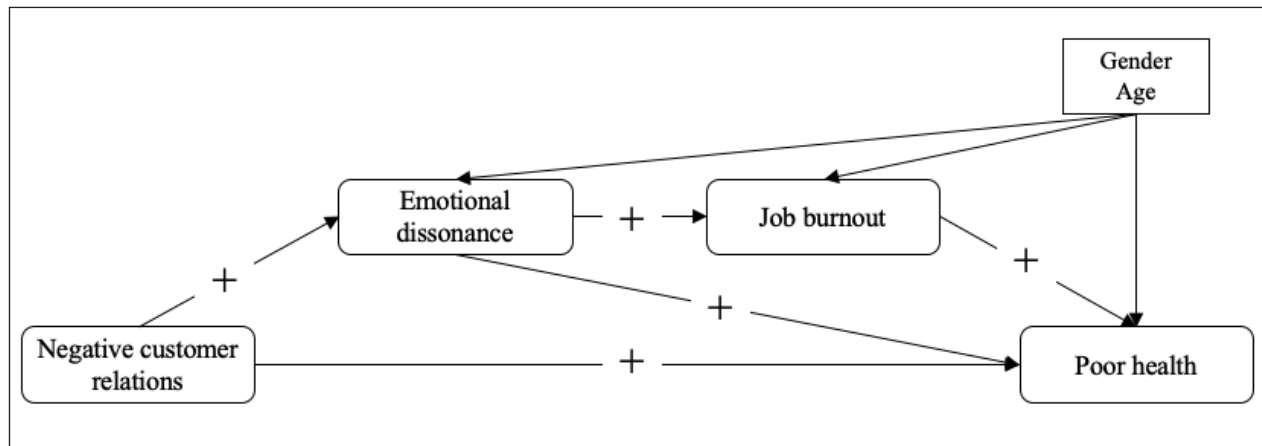 Gender
Age
Emotional
dissonance
+
Job burnout
+
+
+
Negative customer
relations
+
Poor health